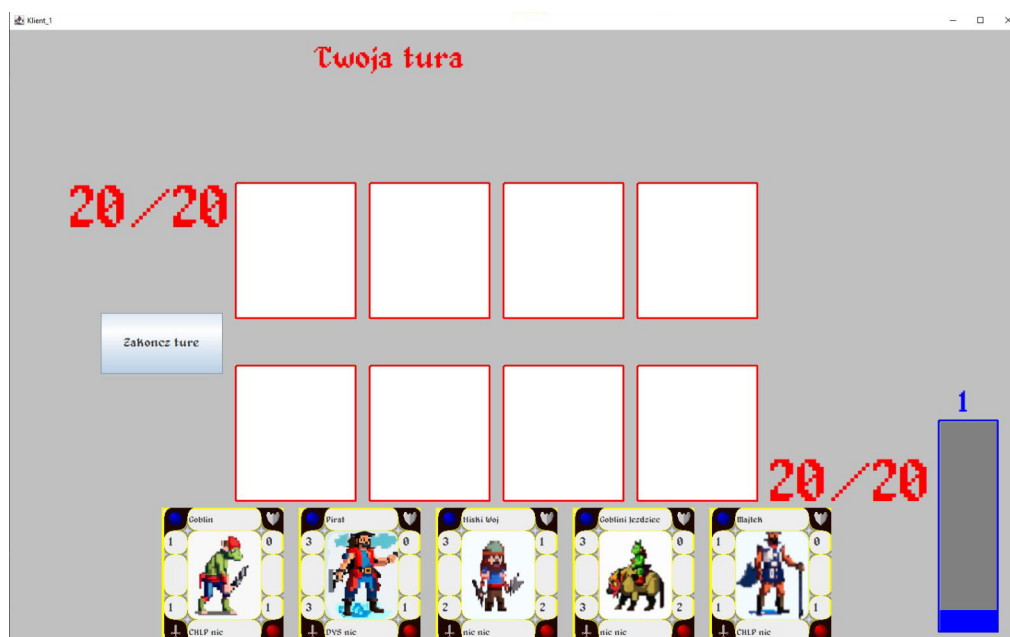 Klient_1
Twoja tura
20/20
Zakoncz ture
1
20/20
Goblin
Pirat
Niski Woj
Goblini Jezdziec
Majtek
1 0
3 0
3 1
3 0
1 0
1 1
3 1
2 2
3 2
1 1
CHLP nic
DYS nic
nic nic
nic nic
CHLP nic